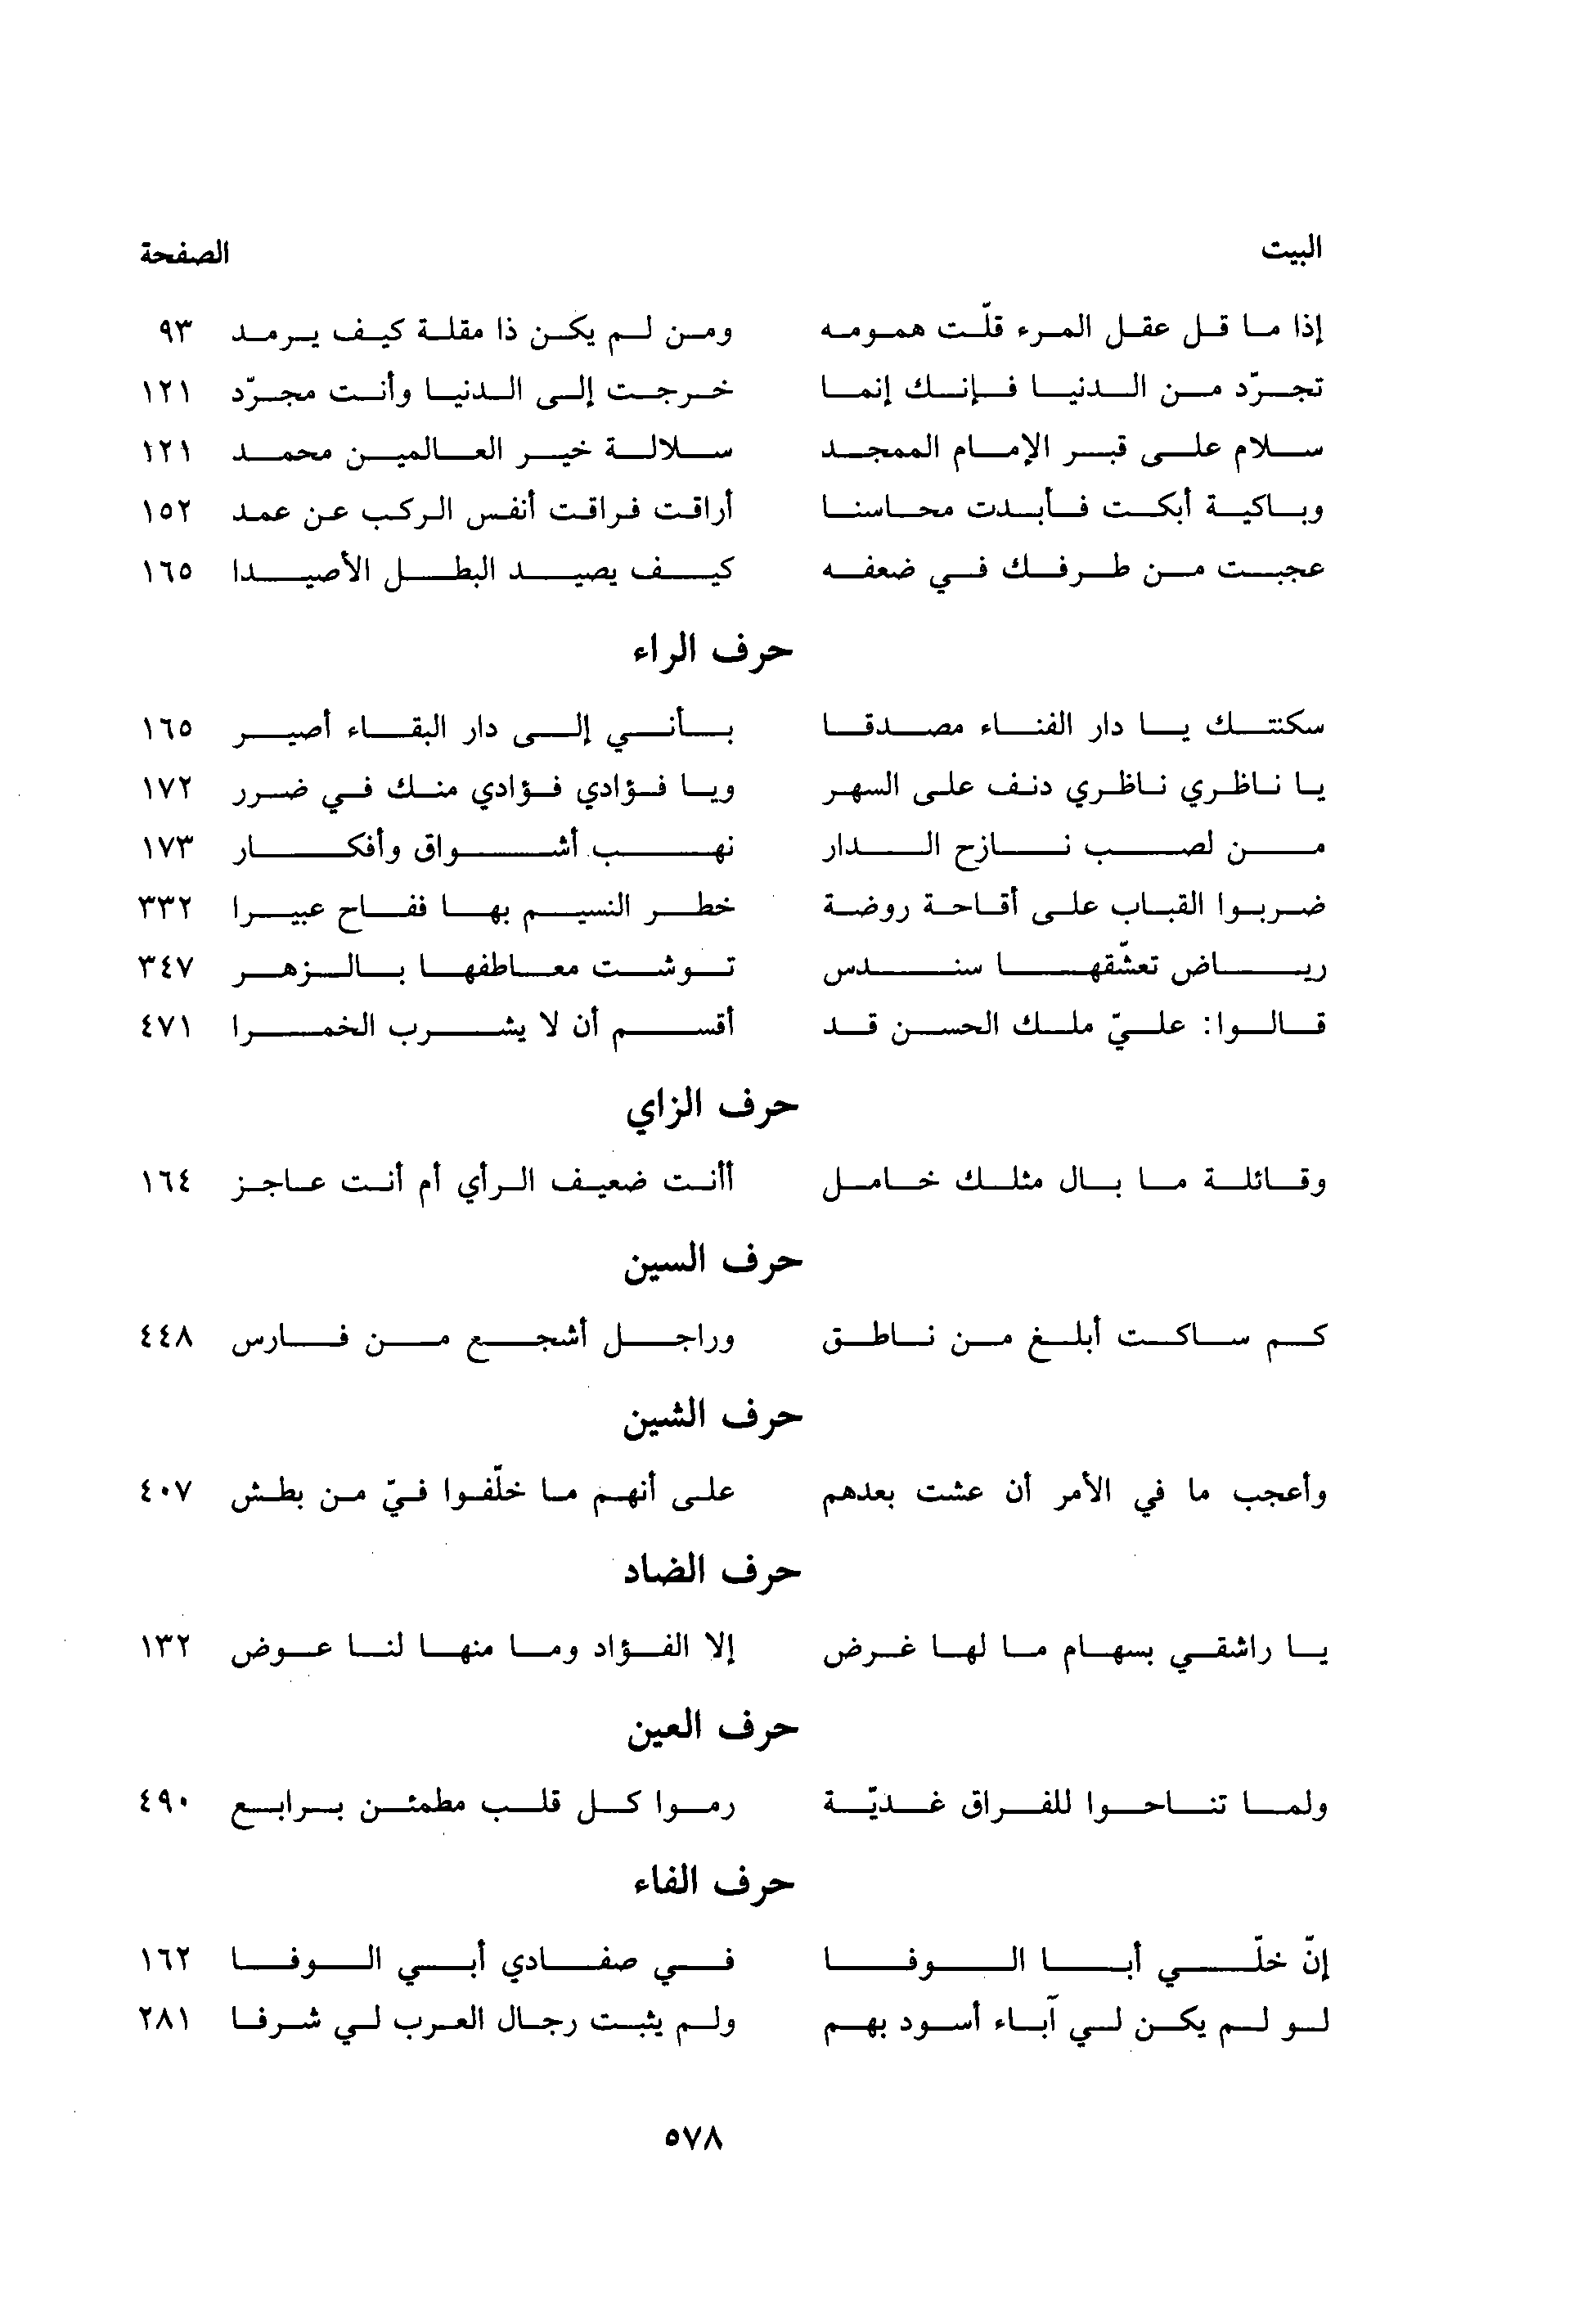 البيت الصفحة
إذا ما قل عقل المرء قلّت همومه ومن لم يكن ذا مقلة كيف يرمد ٩٣
تجرّد من الدنيا فإنك إنما خرجت إلى الدنيا وأنت مجرّد ١٢١
سلام على قبر الإمام الممجد سلالة خير العالمين محمد ١٢١
وباكية أبكت فأبدت محاسنا أراقت فراقت أنفس الركب عن عمد ١٥٢
عجبت من طرفك في ضعفه كيف يصيد البطل الأصيدا ١٦٥
حرف الراء
سكنتك يا دار الفناء مصدقا بأني إلى دار البقاء أصير ١٦٥
يا ناظري ناظري دنف على السهر ويا فؤادي فؤادي منك في ضرر ١٧٢
من لصب نازح الدار نهب أشواق وأفكار ١٧٣
ضربوا القباب على أقاحة روضة خطر النسيم بها ففاح عبيرا ٣٣٢
رياض تعشّقها سندس توشت معاطفها بالزهر ٣٤٧
قالوا: عليّ ملك الحسن قد أقسم أن لا يشرب الخمرا ٤٧١
حرف الزاي
وقائلة ما بال مثلك خامل أأنت ضعيف الرأي أم أنت عاجز ١٦٤
حرف السين
كم ساكت أبلغ من ناطق وراجل أشجع من فارس ٤٤٨
حرف الشين
وأعجب ما في الأمر أن عشت بعدهم على أنهم ما خلّفوا فيّ من بطش ٤٠٧
حرف الضاد
يا راشقي بسهام ما لها غرض إلا الفؤاد وما منها لنا عوض ١٣٢
حرف العين
ولما تناحوا للفراق غديّة رموا كل قلب مطمئن برابع ٤٩٠
حرف الفاء
إنّ خلّي أبا الوفا في صفادي أبي الوفا ١٦٢
لو لم يكن لي آباء أسود بهم ولم يثبت رجال العرب لي شرفا ٢٨١
٥٧٨